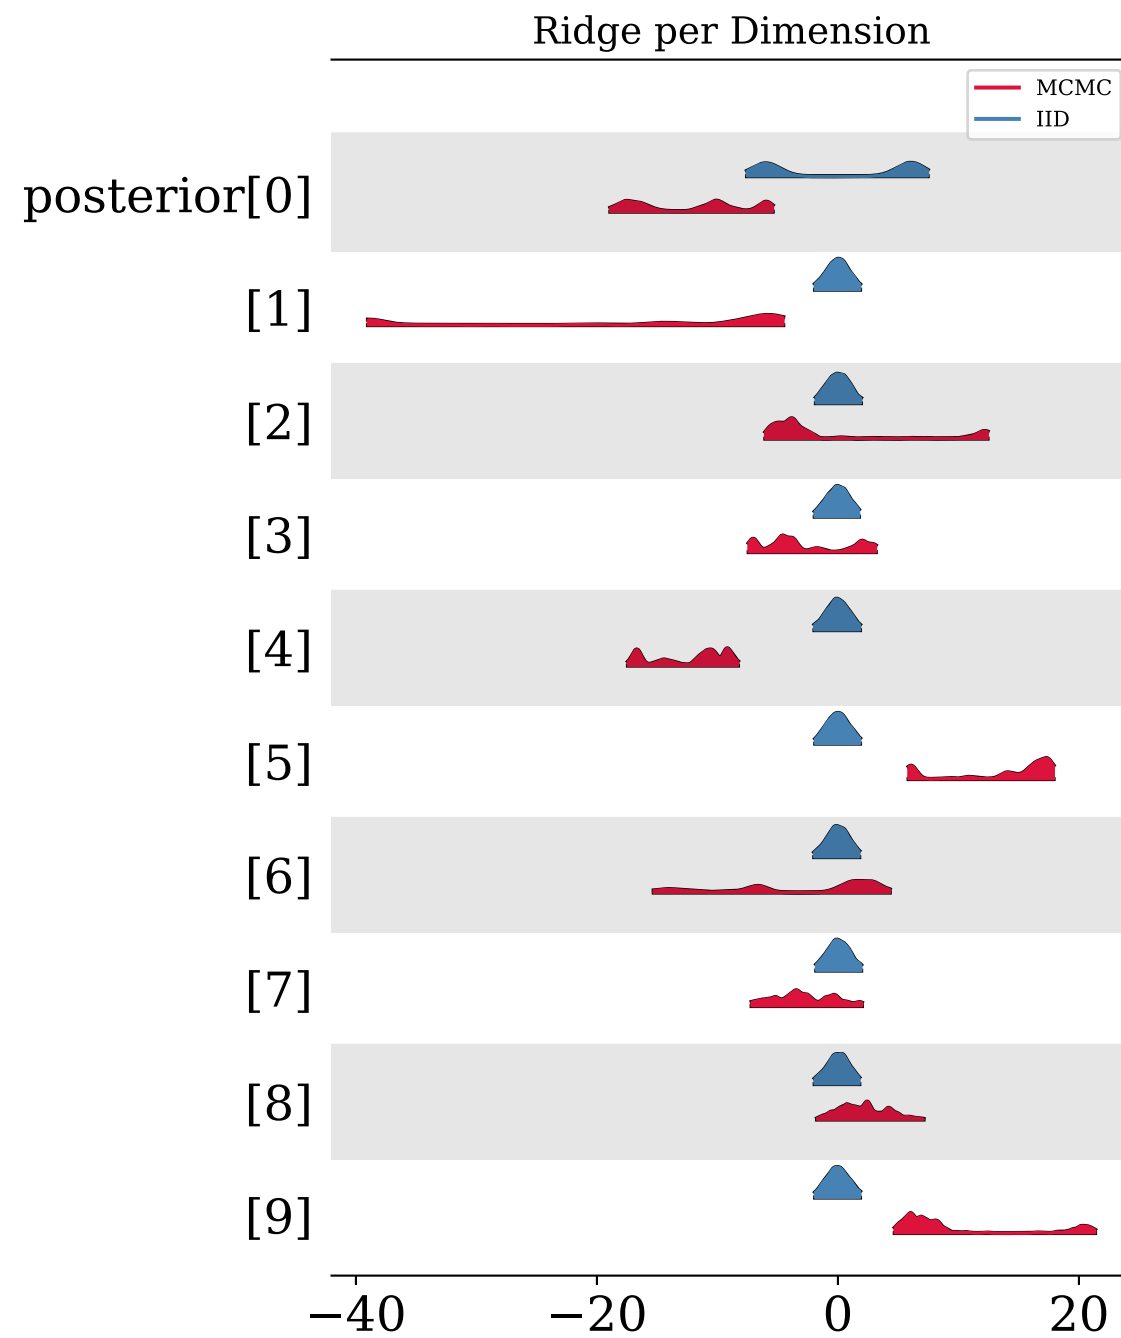 Ridge per Dimension
MCMC
IID
posterior[0]
[1]
[2]
[3]
[4]
[5]
[6]
[7]
[8]
[9]
−40 −20 0 20